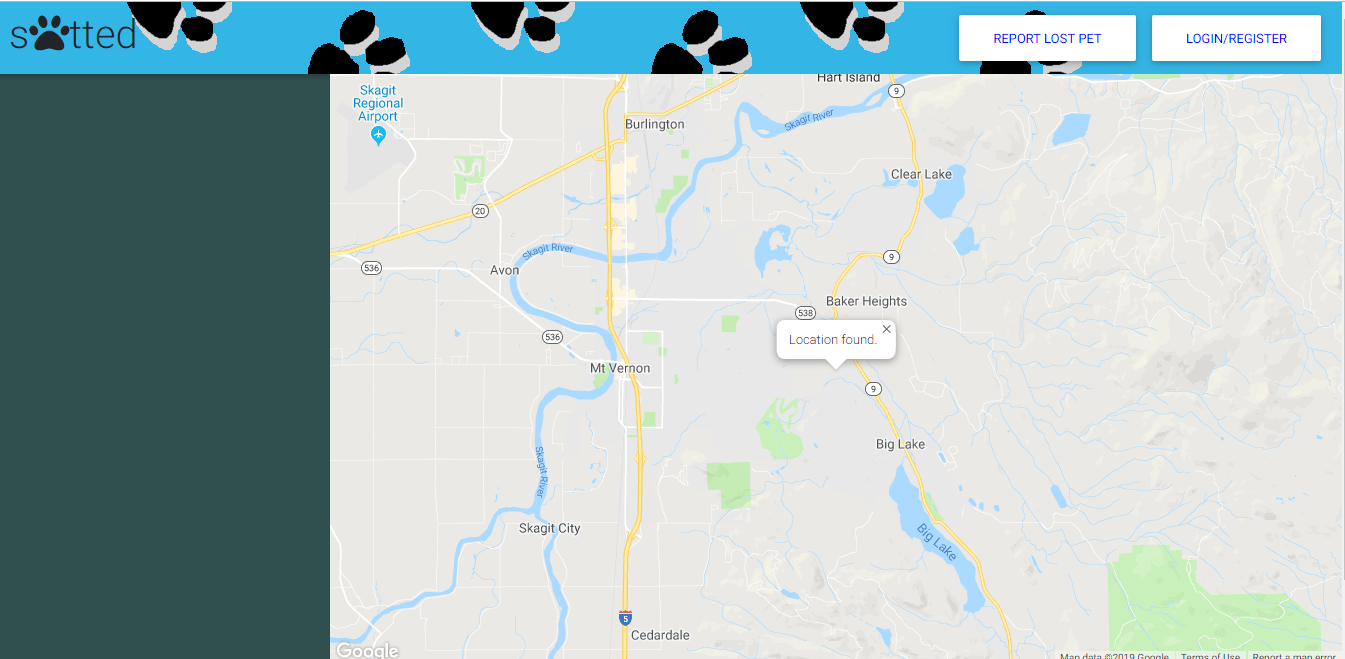 s tted
REPORT LOST PET
LOGIN/REGISTER
Hart Island
Skagit
Regional
Airport
9
Burlington
Skagit River
Clear Lake
20
Skagit River
9
536
Avon
Baker Heights
538
536
Location found.
Mt Vernon
9
Big Lake
Skagit River
Skagit City
Big Lake
5
Cedardale
Google
Map data ©2019 Google
Terms of Use
Report a map error